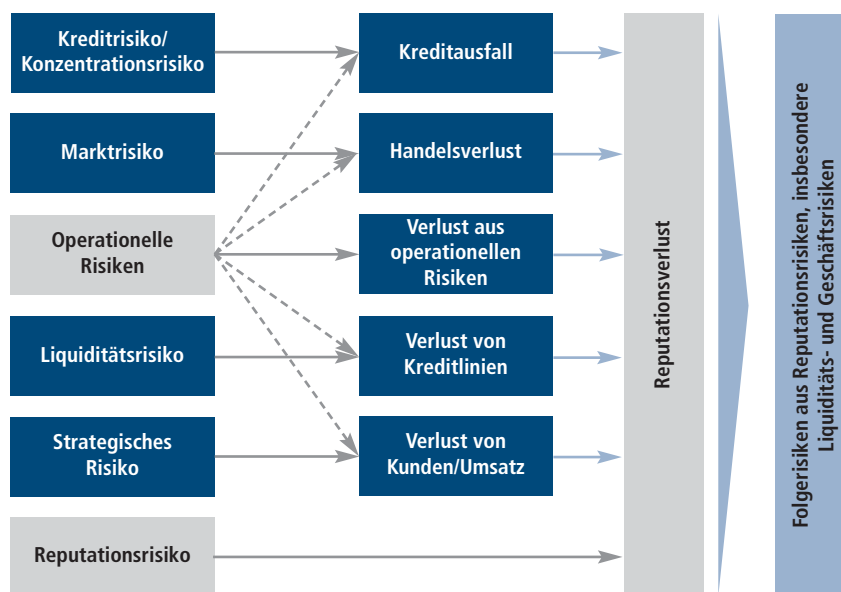 Kreditrisiko/
Konzentrationsrisiko
Kreditausfall
Marktrisiko
Handelsverlust
Operationelle
Risiken
Verlust aus
operationellen
Risiken
Liquiditätsrisiko
Verlust von
Kreditlinien
Strategisches
Risiko
Verlust von
Kunden/Umsatz
Reputationsrisiko
Reputationsverlust
Folgerisiken aus Reputationsrisiken, insbesondere
Liquiditäts- und Geschäftsrisiken